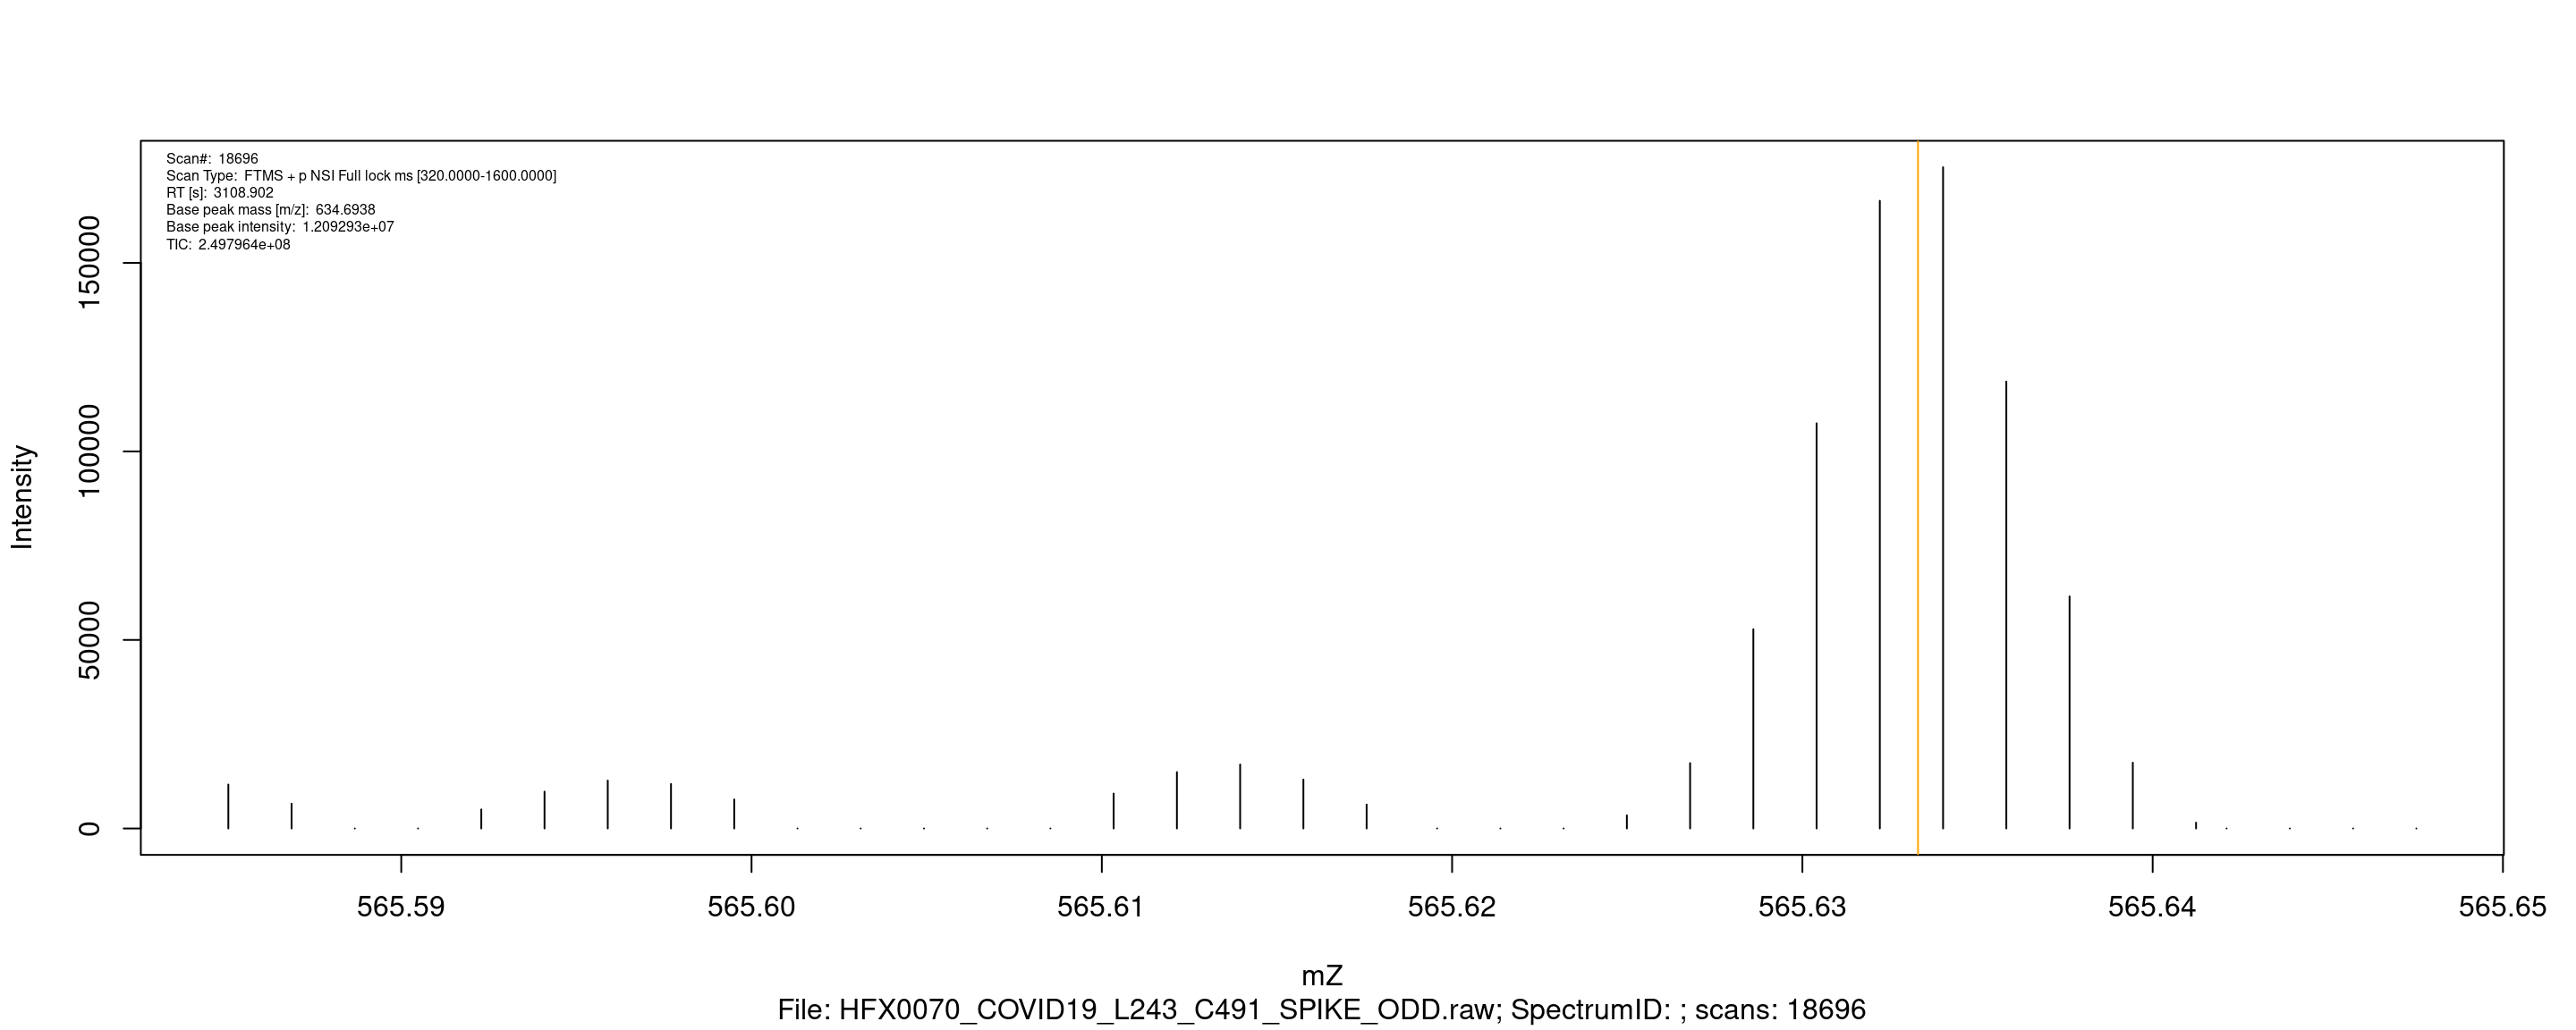 Scan#: 18696
Scan Type: FTMS + p NSI Full lock ms [320.0000-1600.0000]
RT [s]: 3108.902
Base peak mass [m/z]: 634.6938
Base peak intensity: 1.209293e+07
TIC: 2.497964e+08
150000
100000
50000
0
Intensity
565.59 565.60 565.61 565.62 565.63 565.64 565.65
mZ
File: HFX0070_COVID19_L243_C491_SPIKE_ODD.raw; SpectrumID: ; scans: 18696